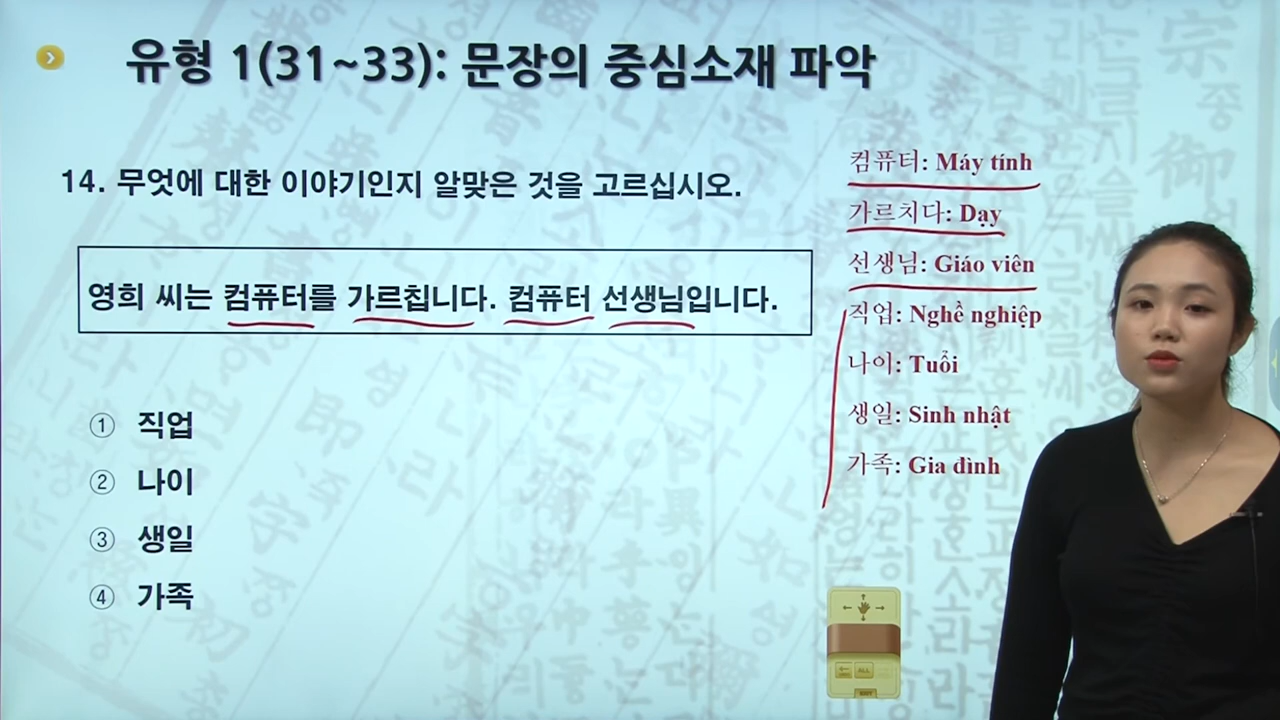 유형 1(31~33): 문장의 중심소재 파악
14. 무엇에 대한 이야기인지 알맞은 것을 고르십시오.
영희 씨는 컴퓨터를 가르칩니다. 컴퓨터 선생님입니다.
① 직업
② 나이
③ 생일
④ 가족
컴퓨터: Máy tính
가르치다: Dạy
선생님: Giáo viên
직업: Nghề nghiệp
나이: Tuổi
생일: Sinh nhật
가족: Gia đình
ALL
EXIT